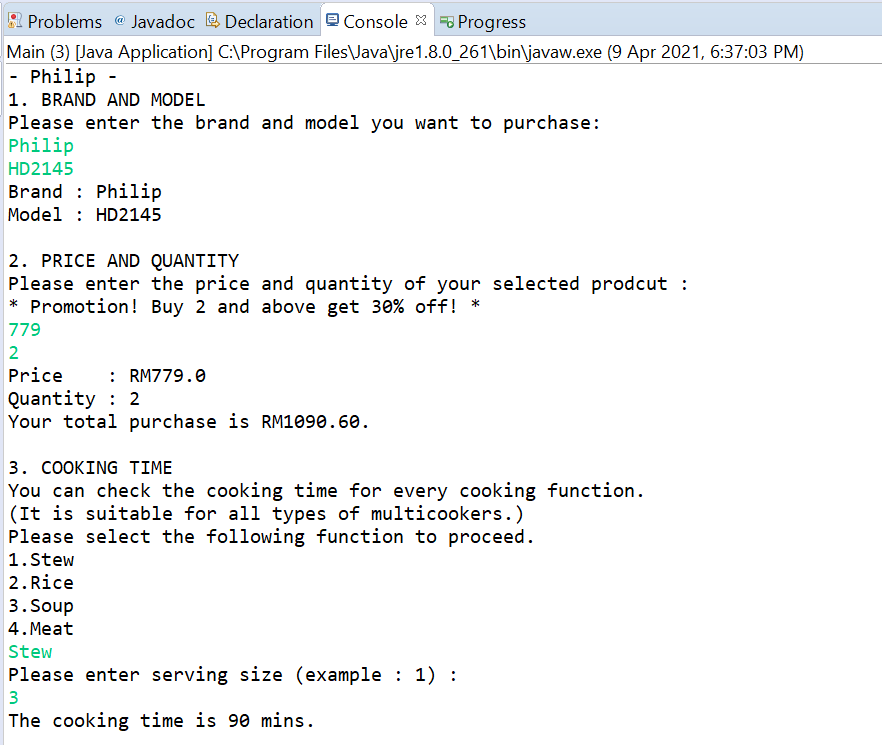 Problems @ Javadoc Declaration Console Progress
Main (3) [Java Application] C:\Program Files\Java\jre1.8.0_261\bin\javaw.exe (9 Apr 2021, 6:37:03 PM)
- Philip -
1. BRAND AND MODEL
Please enter the brand and model you want to purchase:
Philip
HD2145
Brand : Philip
Model : HD2145
2. PRICE AND QUANTITY
Please enter the price and quantity of your selected prodcut :
* Promotion! Buy 2 and above get 30% off! *
779
2
Price    : RM779.0
Quantity : 2
Your total purchase is RM1090.60.
3. COOKING TIME
You can check the cooking time for every cooking function.
(It is suitable for all types of multicookers.)
Please select the following function to proceed.
1.Stew
2.Rice
3.Soup
4.Meat
Stew
Please enter serving size (example : 1) :
3
The cooking time is 90 mins.